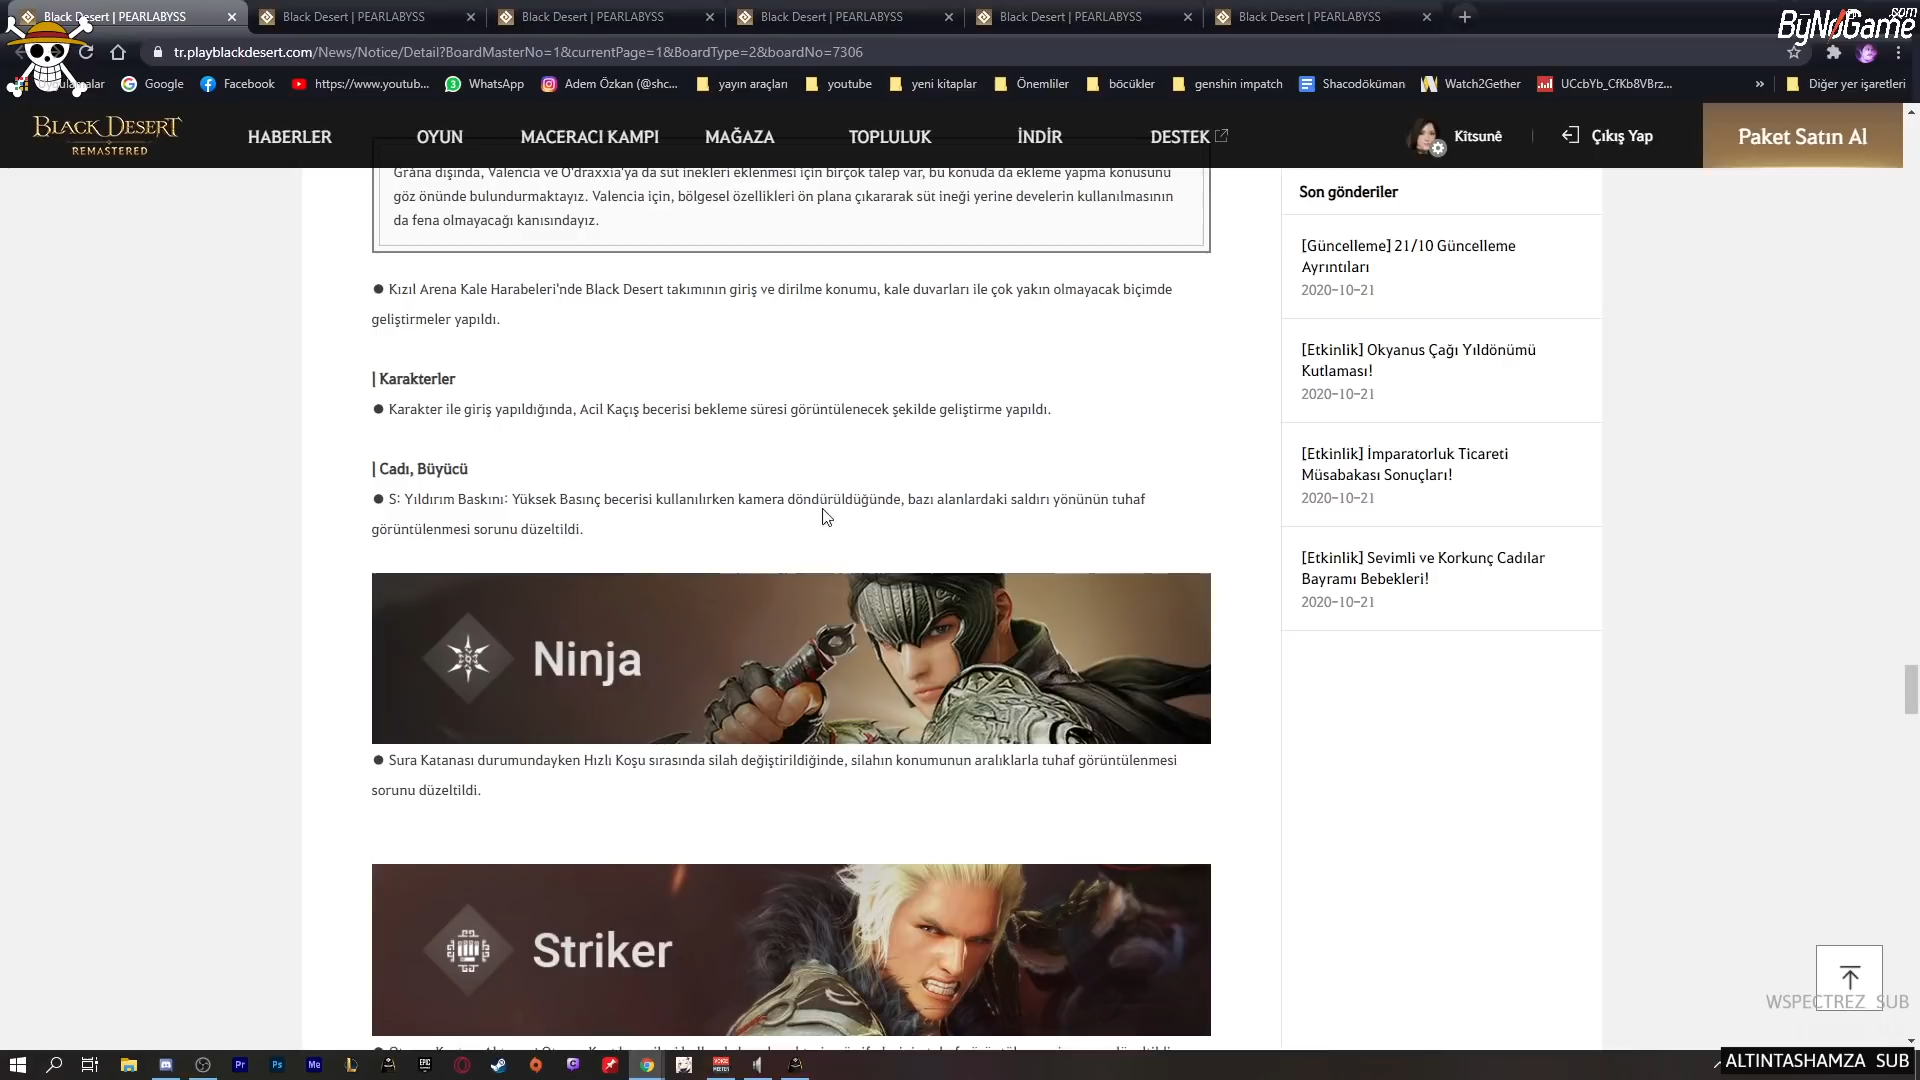 Black Desert | PEARLABYSS
Black Desert | PEARLABYSS
Black Desert | PEARLABYSS
Black Desert | PEARLABYSS
Black Desert | PEARLABYSS
Black Desert | PEARLABYSS
ByNoGame.com
tr.playblackdesert.com/News/Notice/Detail?BoardMasterNo=1&currentPage=1&BoardType=2&boardNo=7306
Google
Facebook
https://www.youtub...
WhatsApp
Adem Özkan (@shc...
yayın araçları
youtube
yeni kitaplar
Önemliler
böcükler
genshin impatch
Shacodöküman
Watch2Gether
UCcbYb_CfKb8VBrz...
»
Diğer yer işaretleri
BLACK DESERT
REMASTERED
HABERLER
OYUN
MACERACI KAMPI
MAĞAZA
TOPLULUK
İNDİR
DESTEK
Kitsunê
Çıkış Yap
Paket Satın Al
Grána dışında, Valencia ve O'draxxia'ya da süt inekleri eklenmesi için birçok talep var, bu konuda da ekleme yapma konusunu
göz önünde bulundurmaktayız. Valencia için, bölgesel özellikleri ön plana çıkararak süt ineği yerine develerin kullanılmasının
da fena olmayacağı kanısındayız.
● Kızıl Arena Kale Harabeleri'nde Black Desert takımının giriş ve dirilme konumu, kale duvarları ile çok yakın olmayacak biçimde
geliştirmeler yapıldı.
| Karakterler
● Karakter ile giriş yapıldığında, Acil Kaçış becerisi bekleme süresi görüntülenecek şekilde geliştirme yapıldı.
| Cadı, Büyücü
● S: Yıldırım Baskını: Yüksek Basınç becerisi kullanılırken kamera döndürüldüğünde, bazı alanlardaki saldırı yönünün tuhaf
görüntülenmesi sorunu düzeltildi.
Ninja
● Sura Katanası durumundayken Hızlı Koşu sırasında silah değiştirildiğinde, silahın konumunun aralıklarla tuhaf görüntülenmesi
sorunu düzeltildi.
Striker
Son gönderiler
[Güncelleme] 21/10 Güncelleme
Ayrıntıları
2020-10-21
[Etkinlik] Okyanus Çağı Yıldönümü
Kutlaması!
2020-10-21
[Etkinlik] İmparatorluk Ticareti
Müsabakası Sonuçları!
2020-10-21
[Etkinlik] Sevimli ve Korkunç Cadılar
Bayramı Bebekleri!
2020-10-21
WSPECTREZ SUB
Pr
Ps
Me
ALTINTASHAMZA SUB